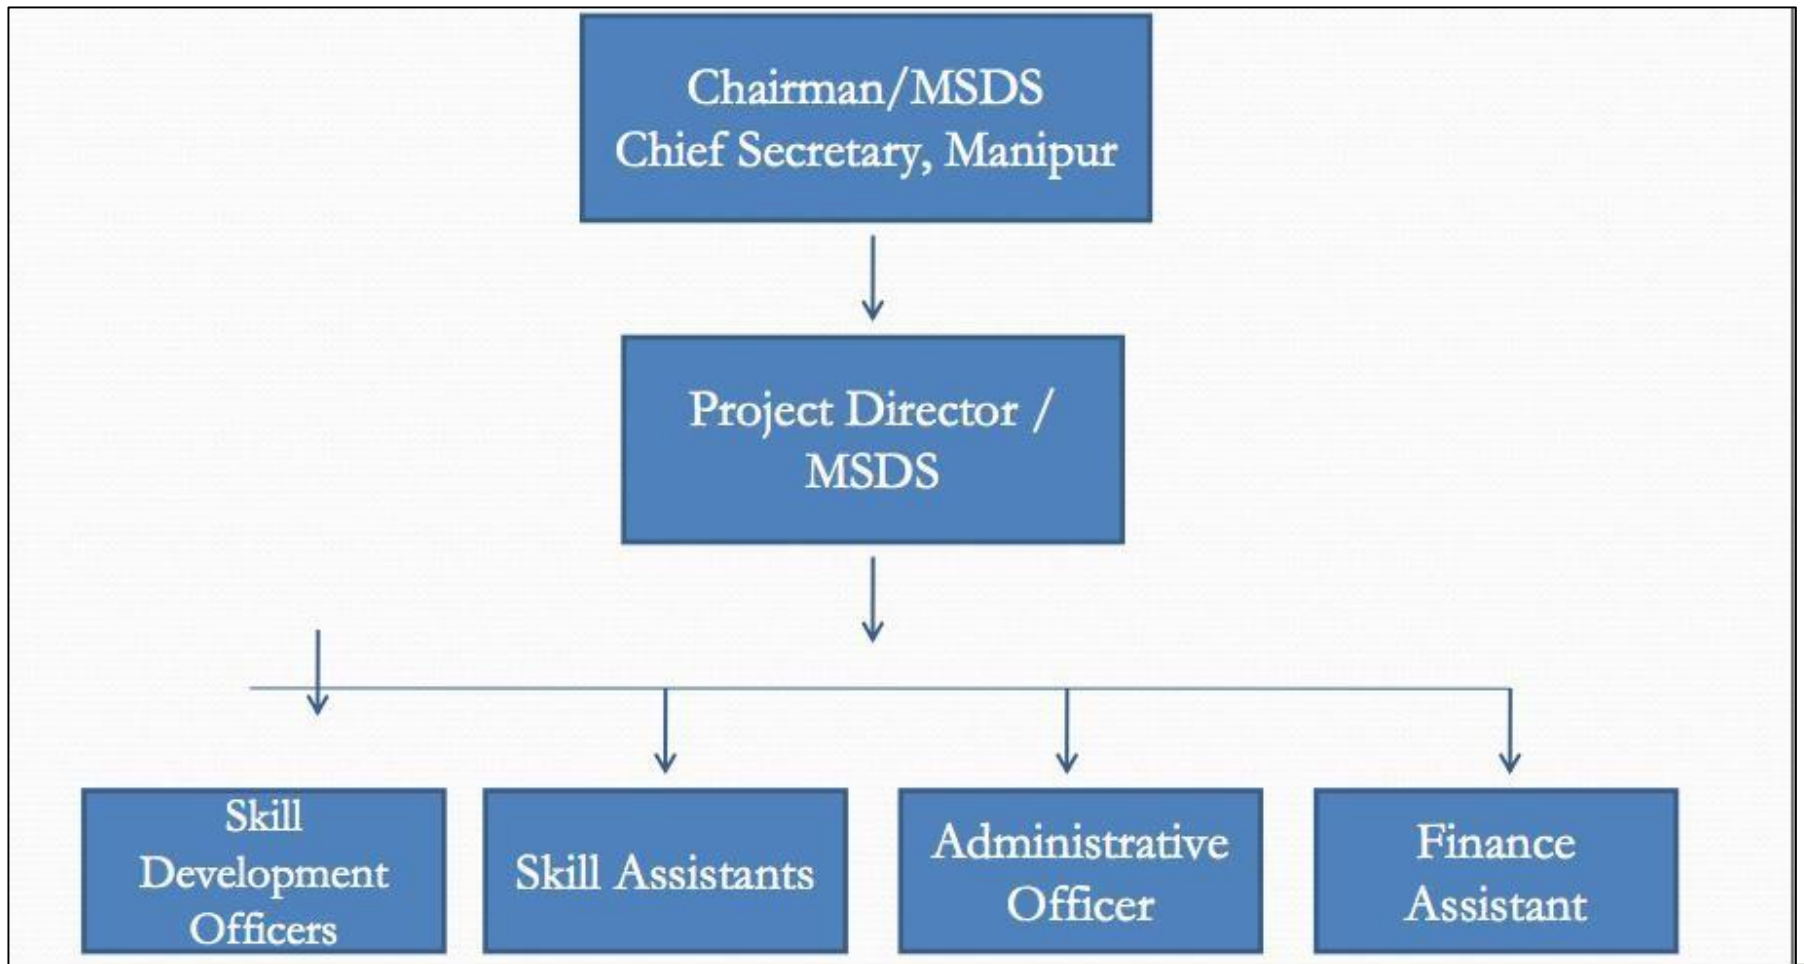 Chairman/MSDS
Chief Secretary, Manipur
Project Director /
MSDS
Skill
Development
Officers
Skill Assistants
Administrative
Officer
Finance
Assistant